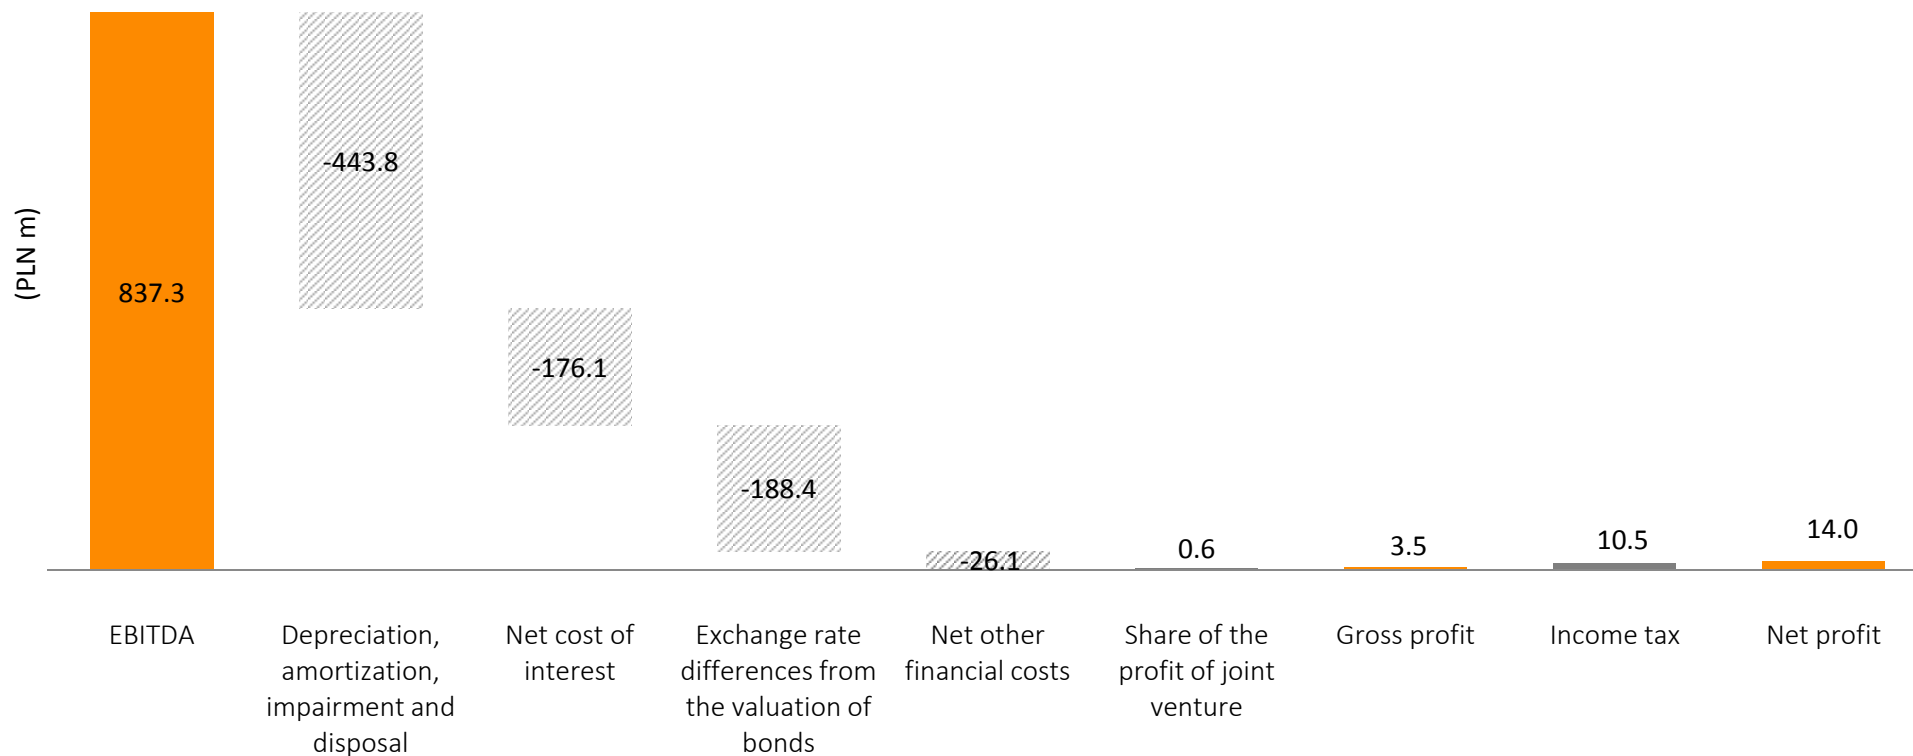 (PLN m)
837.3
-443.8
-176.1
-188.4
-26.1
0.6
3.5
10.5
14.0
EBITDA
Depreciation,
amortization,
impairment and
disposal
Net cost of
interest
Exchange rate
differences from
the valuation of
bonds
Net other
financial costs
Share of the
profit of joint
venture
Gross profit
Income tax
Net profit